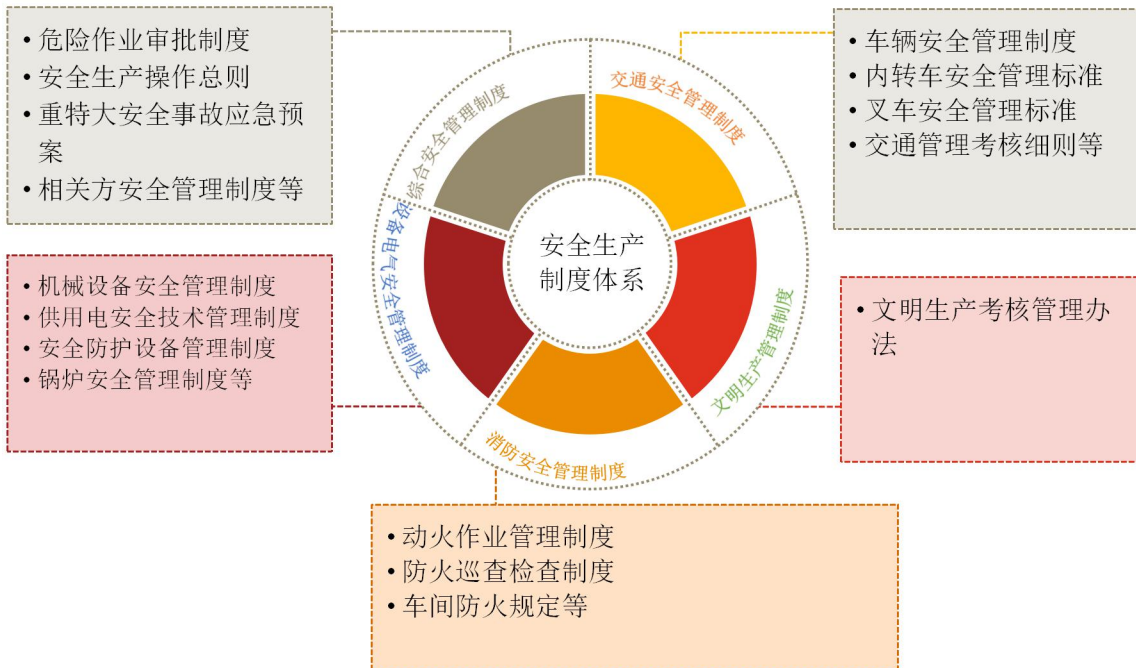 • 危险作业审批制度
• 安全生产操作总则
• 重特大安全事故应急预
案
• 相关方安全管理制度等
综合安全管理制度
交通安全管理制度
• 车辆安全管理制度
• 内转车安全管理标准
• 叉车安全管理标准
• 交通管理考核细则等
安全生产
制度体系
设备电气安全管理制度
• 机械设备安全管理制度
• 供用电安全技术管理制度
• 安全防护设备管理制度
• 锅炉安全管理制度等
文明生产管理制度
• 文明生产考核管理办
法
消防安全管理制度
• 动火作业管理制度
• 防火巡查检查制度
• 车间防火规定等